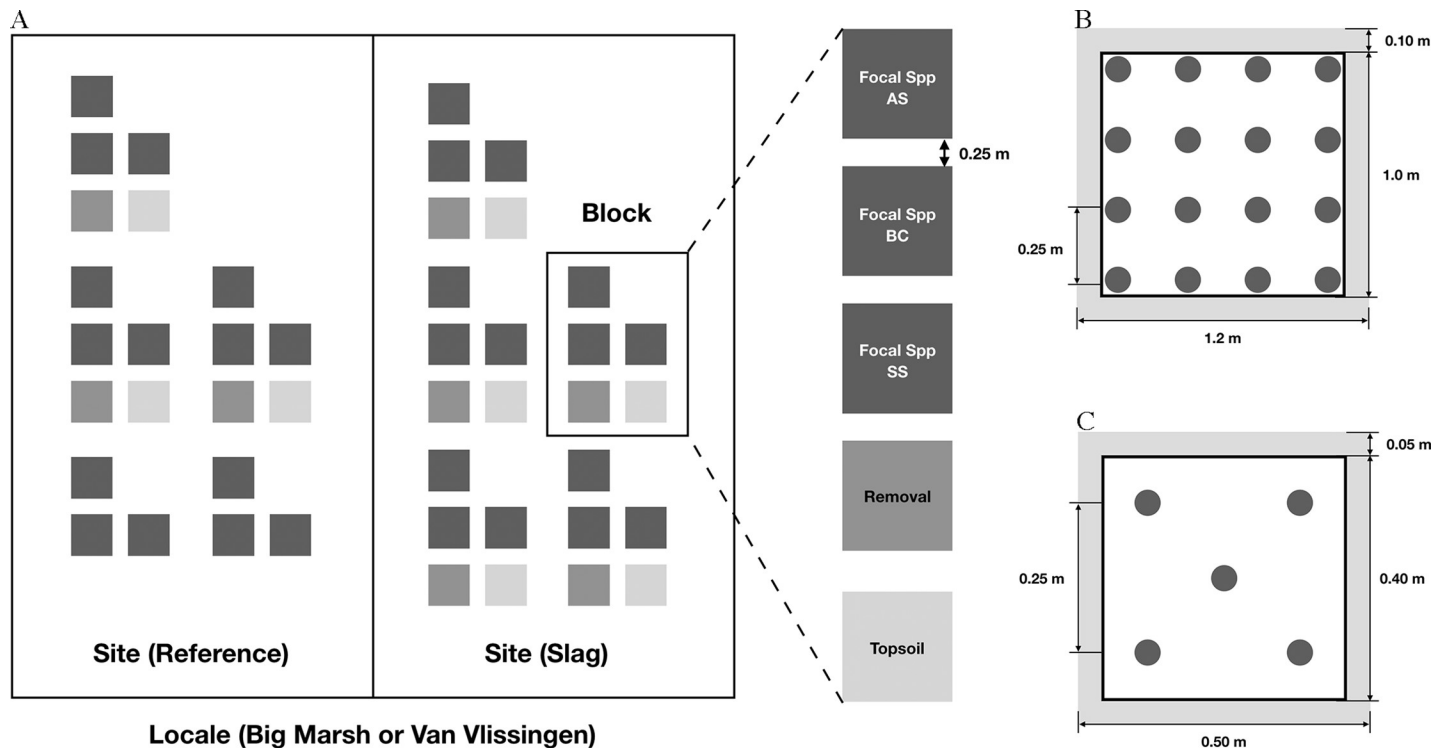 A
Block
Site (Reference)
Site (Slag)
Locale (Big Marsh or Van Vlissingen)
Focal Spp
AS
0.25 m
Focal Spp
BC
Focal Spp
SS
Removal
Topsoil
B
0.10 m
1.0 m
0.25 m
1.2 m
C
0.05 m
0.25 m
0.40 m
0.50 m